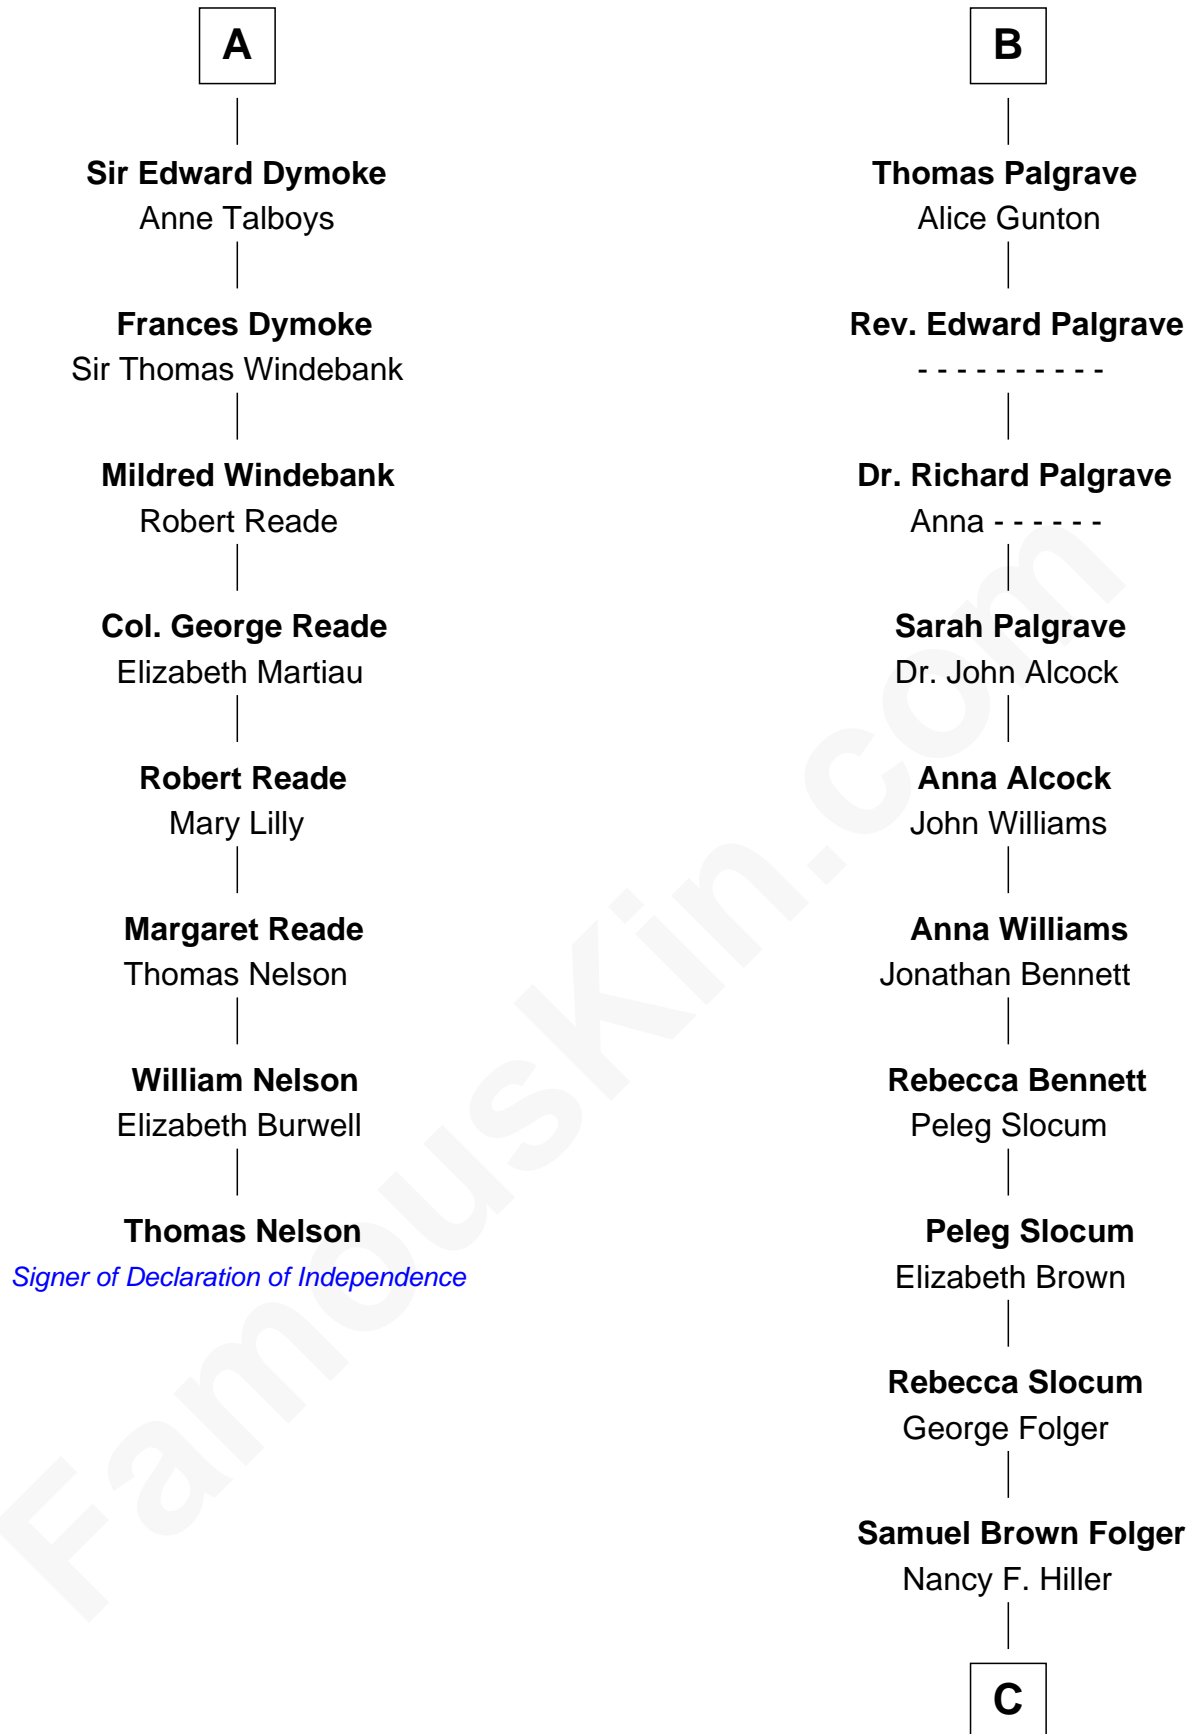 A
Sir Edward Dymoke
Anne Talboys
Frances Dymoke
Sir Thomas Windebank
Mildred Windebank
Robert Reade
Col. George Reade
Elizabeth Martiau
Robert Reade
Mary Lilly
Margaret Reade
Thomas Nelson
William Nelson
Elizabeth Burwell
Thomas Nelson
Signer of Declaration of Independence
B
Thomas Palgrave
Alice Gunton
Rev. Edward Palgrave
- - - - - - - - - -
Dr. Richard Palgrave
Anna - - - - - -
Sarah Palgrave
Dr. John Alcock
Anna Alcock
John Williams
Anna Williams
Jonathan Bennett
Rebecca Bennett
Peleg Slocum
Peleg Slocum
Elizabeth Brown
Rebecca Slocum
George Folger
Samuel Brown Folger
Nancy F. Hiller
C
FamousKin.com